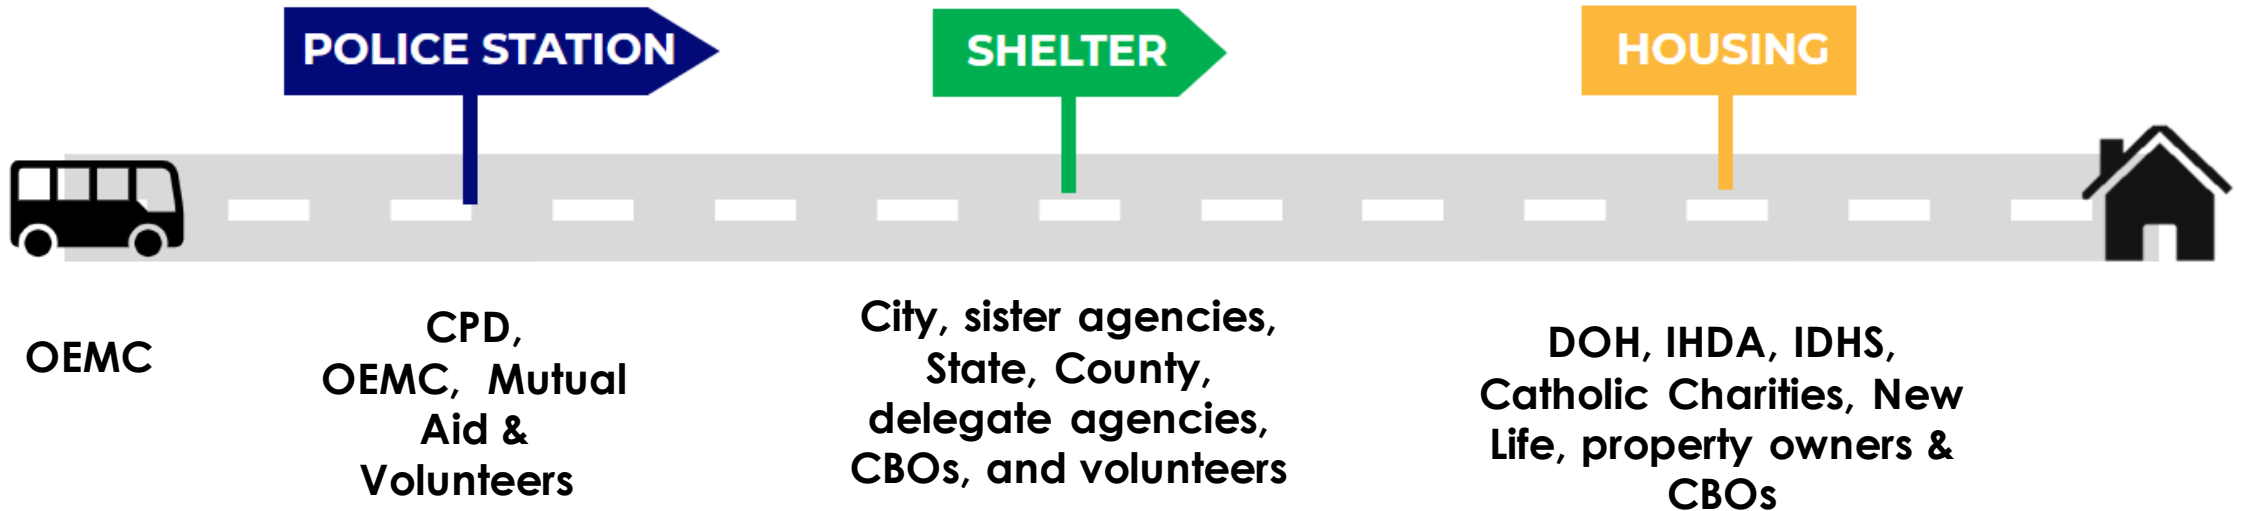 POLICE STATION
SHELTER
HOUSING
OEMC
CPD,
OEMC, Mutual
Aid &
Volunteers
City, sister agencies,
State, County,
delegate agencies,
CBOs, and volunteers
DOH, IHDA, IDHS,
Catholic Charities, New
Life, property owners &
CBOs